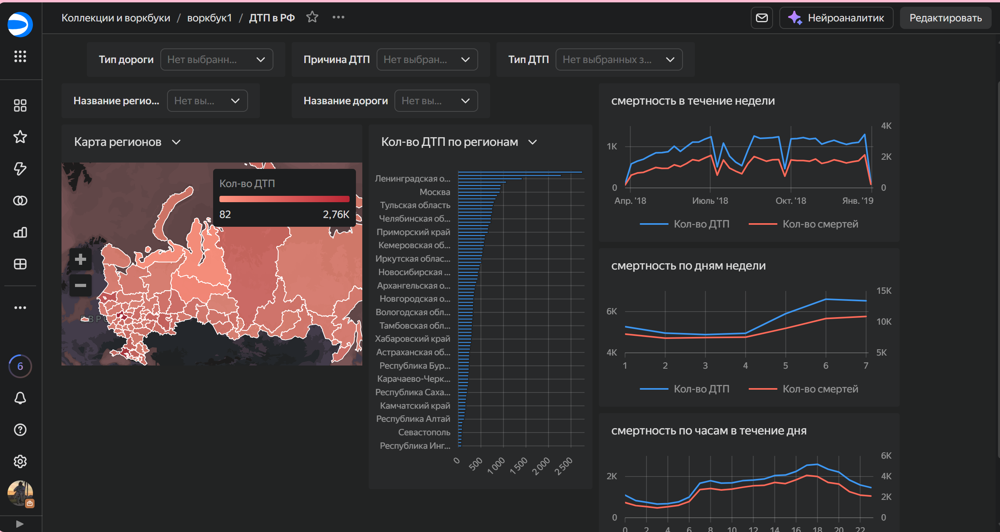 Коллекции и воркбуки / воркбук1 / ДТП в РФ
Нейроаналитик
Редактировать
Тип дороги Нет выбранн...
Причина ДТП Нет выбран...
Тип ДТП Нет выбранных з...
Название регио... Нет вы...
Название дороги Нет вы...
Карта регионов
Кол-во ДТП
82 2,76K
ЕВРО
6
Кол-во ДТП по регионам
Ленинградская о...
Москва
Тульская область
Челябинская об...
Приморский край
Кемеровская об...
Иркутская облас...
Новосибирская ...
Архангельская о...
Новгородская о...
Вологодская обл...
Тамбовская обл...
Хабаровский край
Астраханская об...
Республика Бур...
Карачаево-Черк...
Республика Саха...
Камчатский край
Республика Алтай
Севастополь
Республика Инг...
0 500 1 000 1 500 2 000 2 500
смертность в течение недели
4K
1K
2K
0 0
Апр. '18 Июль '18 Окт. '18 Янв. '19
Кол-во ДТП Кол-во смертей
смертность по дням недели
15K
6K
10K
4K 5K
1 2 3 4 5 6 7
Кол-во ДТП Кол-во смертей
смертность по часам в течение дня
6K
2K 4K
2K
0 0
0 2 4 6 8 10 12 14 16 18 20 22